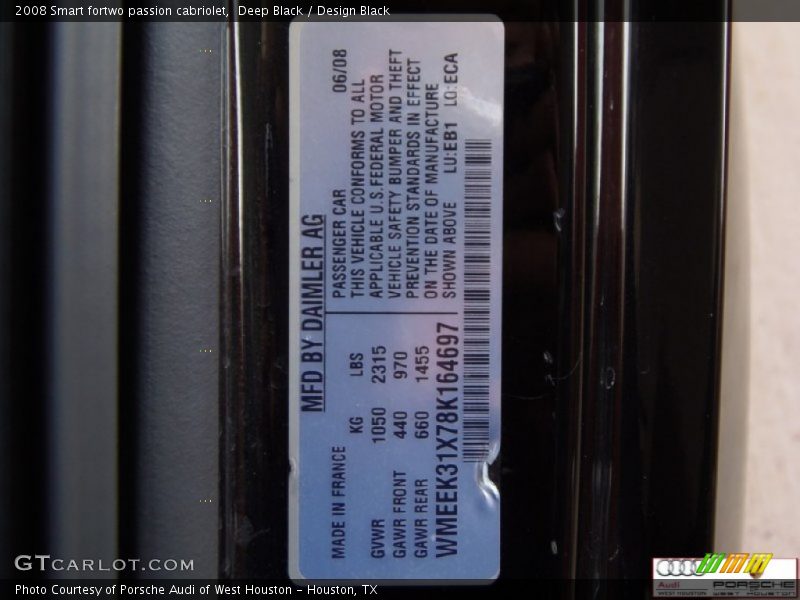 2008 Smart fortwo passion cabriolet,  Deep Black / Design Black
MFD BY DAIMLER AG
MADE IN FRANCE
KG LBS
GVWR 1050 2315
GAWR FRONT 440 970
GAWR REAR 660 1455
PASSENGER CAR 06/08
THIS VEHICLE CONFORMS TO ALL
APPLICABLE U.S. FEDERAL MOTOR
VEHICLE SAFETY BUMPER AND THEFT
PREVENTION STANDARDS IN EFFECT
ON THE DATE OF MANUFACTURE
SHOWN ABOVE LU:EB1 LO:ECA
WMEEK31X78K164697
GTCARLOT.COM
Audi PORSCHE
WEST HOUSTON WEST HOUSTON
Photo Courtesy of Porsche Audi of West Houston - Houston, TX